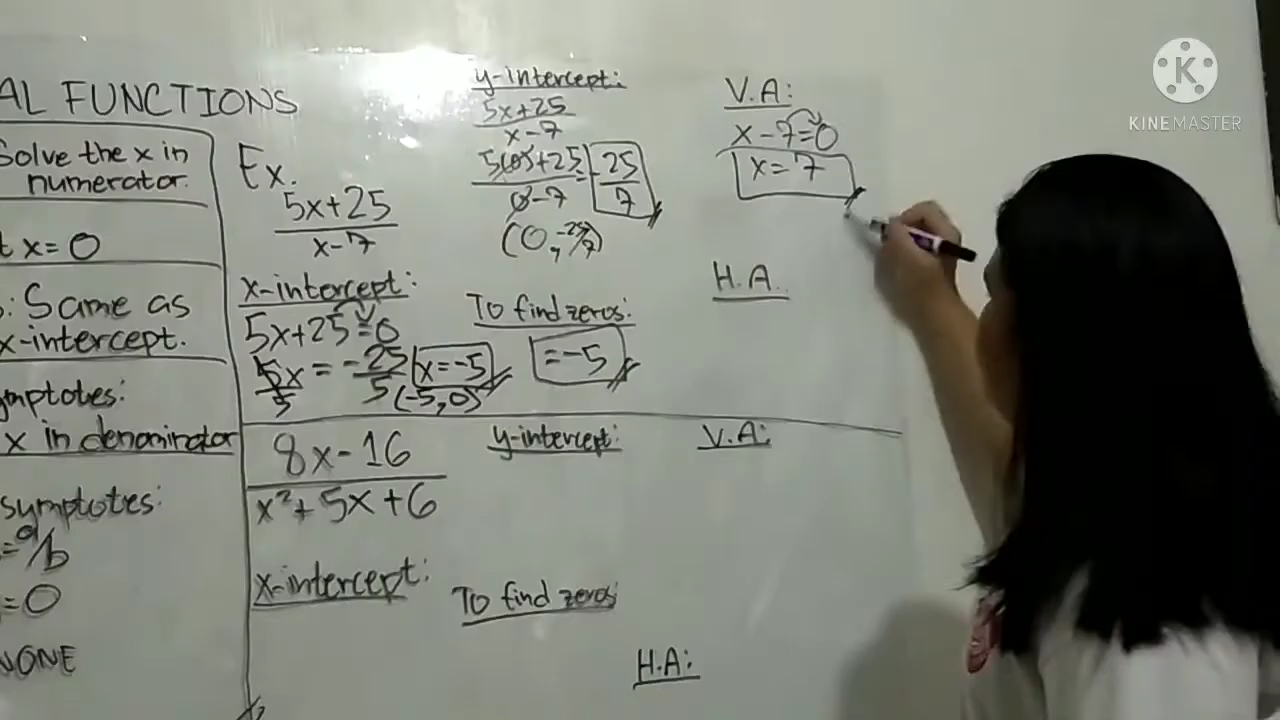 AL FUNCTIONS
Solve the x in
numerator.
t x = 0
: Same as
x-intercept.
mptotes:
x in denominator
symptotes:
= a/b
= 0
NONE
Ex.
5x+25
x-7
x-intercept:
5x+25=0
5x = -25
5 5
x=-5
(-5, 0)
y-intercept:
5x+25
x-7
5(0)+25 = -25
0-7 7
(0, -25/7)
To find zeros:
=-5
V.A:
x-7=0
x=7
H.A.
8x-16
x²+5x+6
x-intercept:
y-intercept:
To find zeros:
V.A:
H.A:
K
KINEMASTER